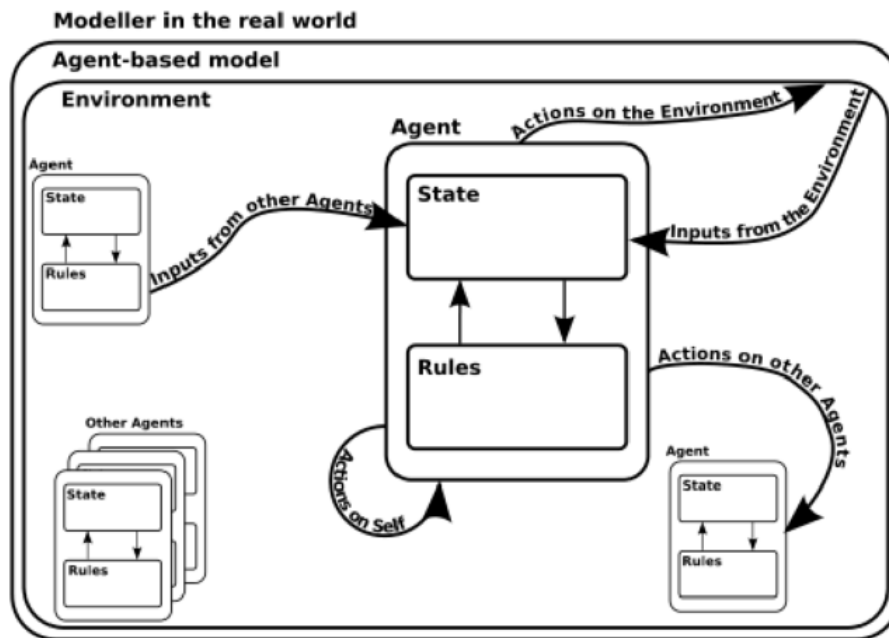 Modeller in the real world
Agent-based model
Environment
Actions on the Environment
Inputs from the Environment
Agent
State
Rules
Agent
State
Rules
Inputs from other Agents
Actions on other Agents
Actions on Self
Other Agents
State
Rules
Agent
State
Rules